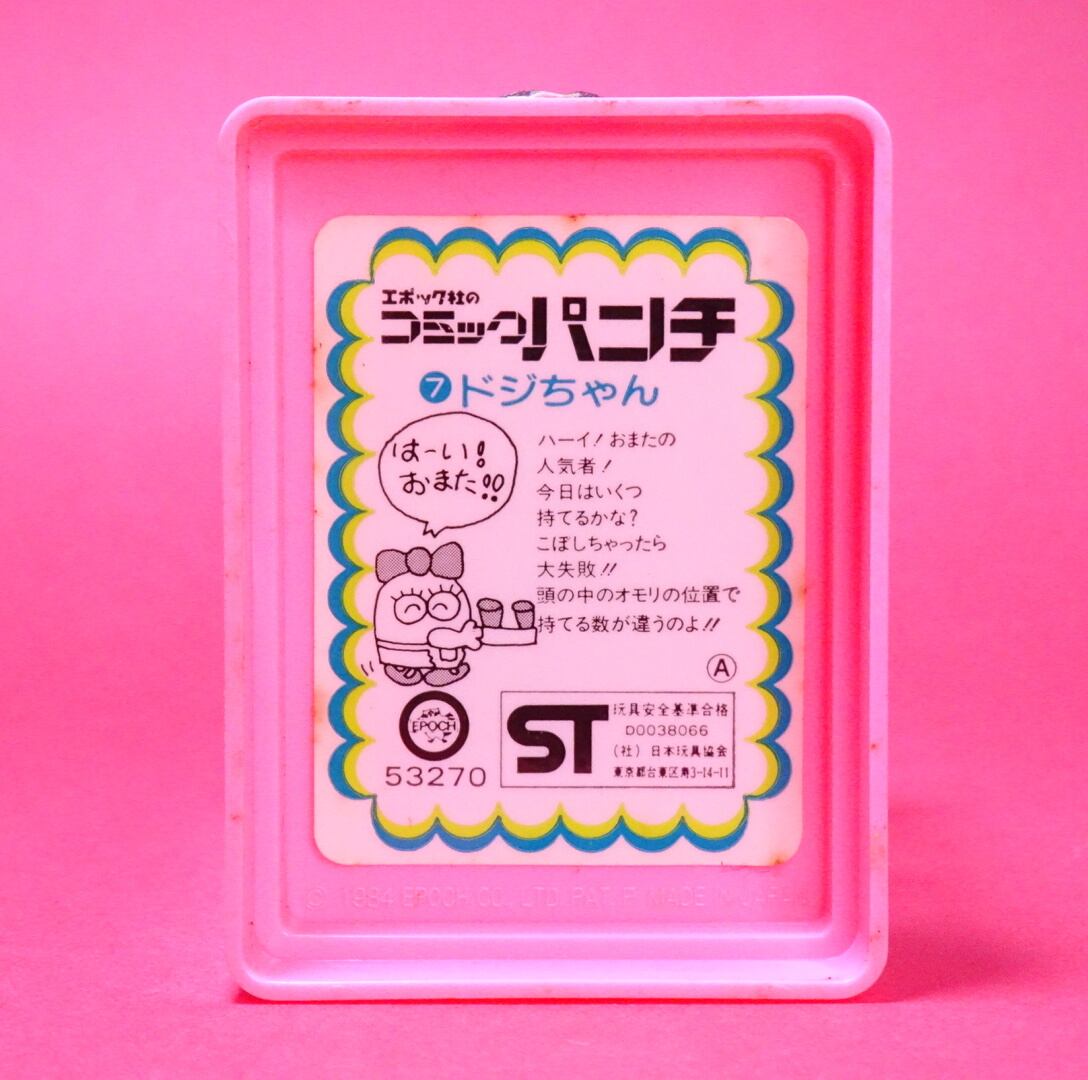 エポック社の
コミックパンチ
7 ドジちゃん
はーい!
おまた!!
ハーイ!おまたの
人気者!
今日はいくつ
持てるかな?
こぼしちゃったら
大失敗!!
頭の中のオモリの位置で
持てる数が違うのよ!!
A
EPOCH
53270
ST
玩具安全基準合格
D0038066
(社)日本玩具協会
東京都台東区寿3-14-11
© 1984 EPOCH CO., LTD. PAT. P. MADE IN JAPAN